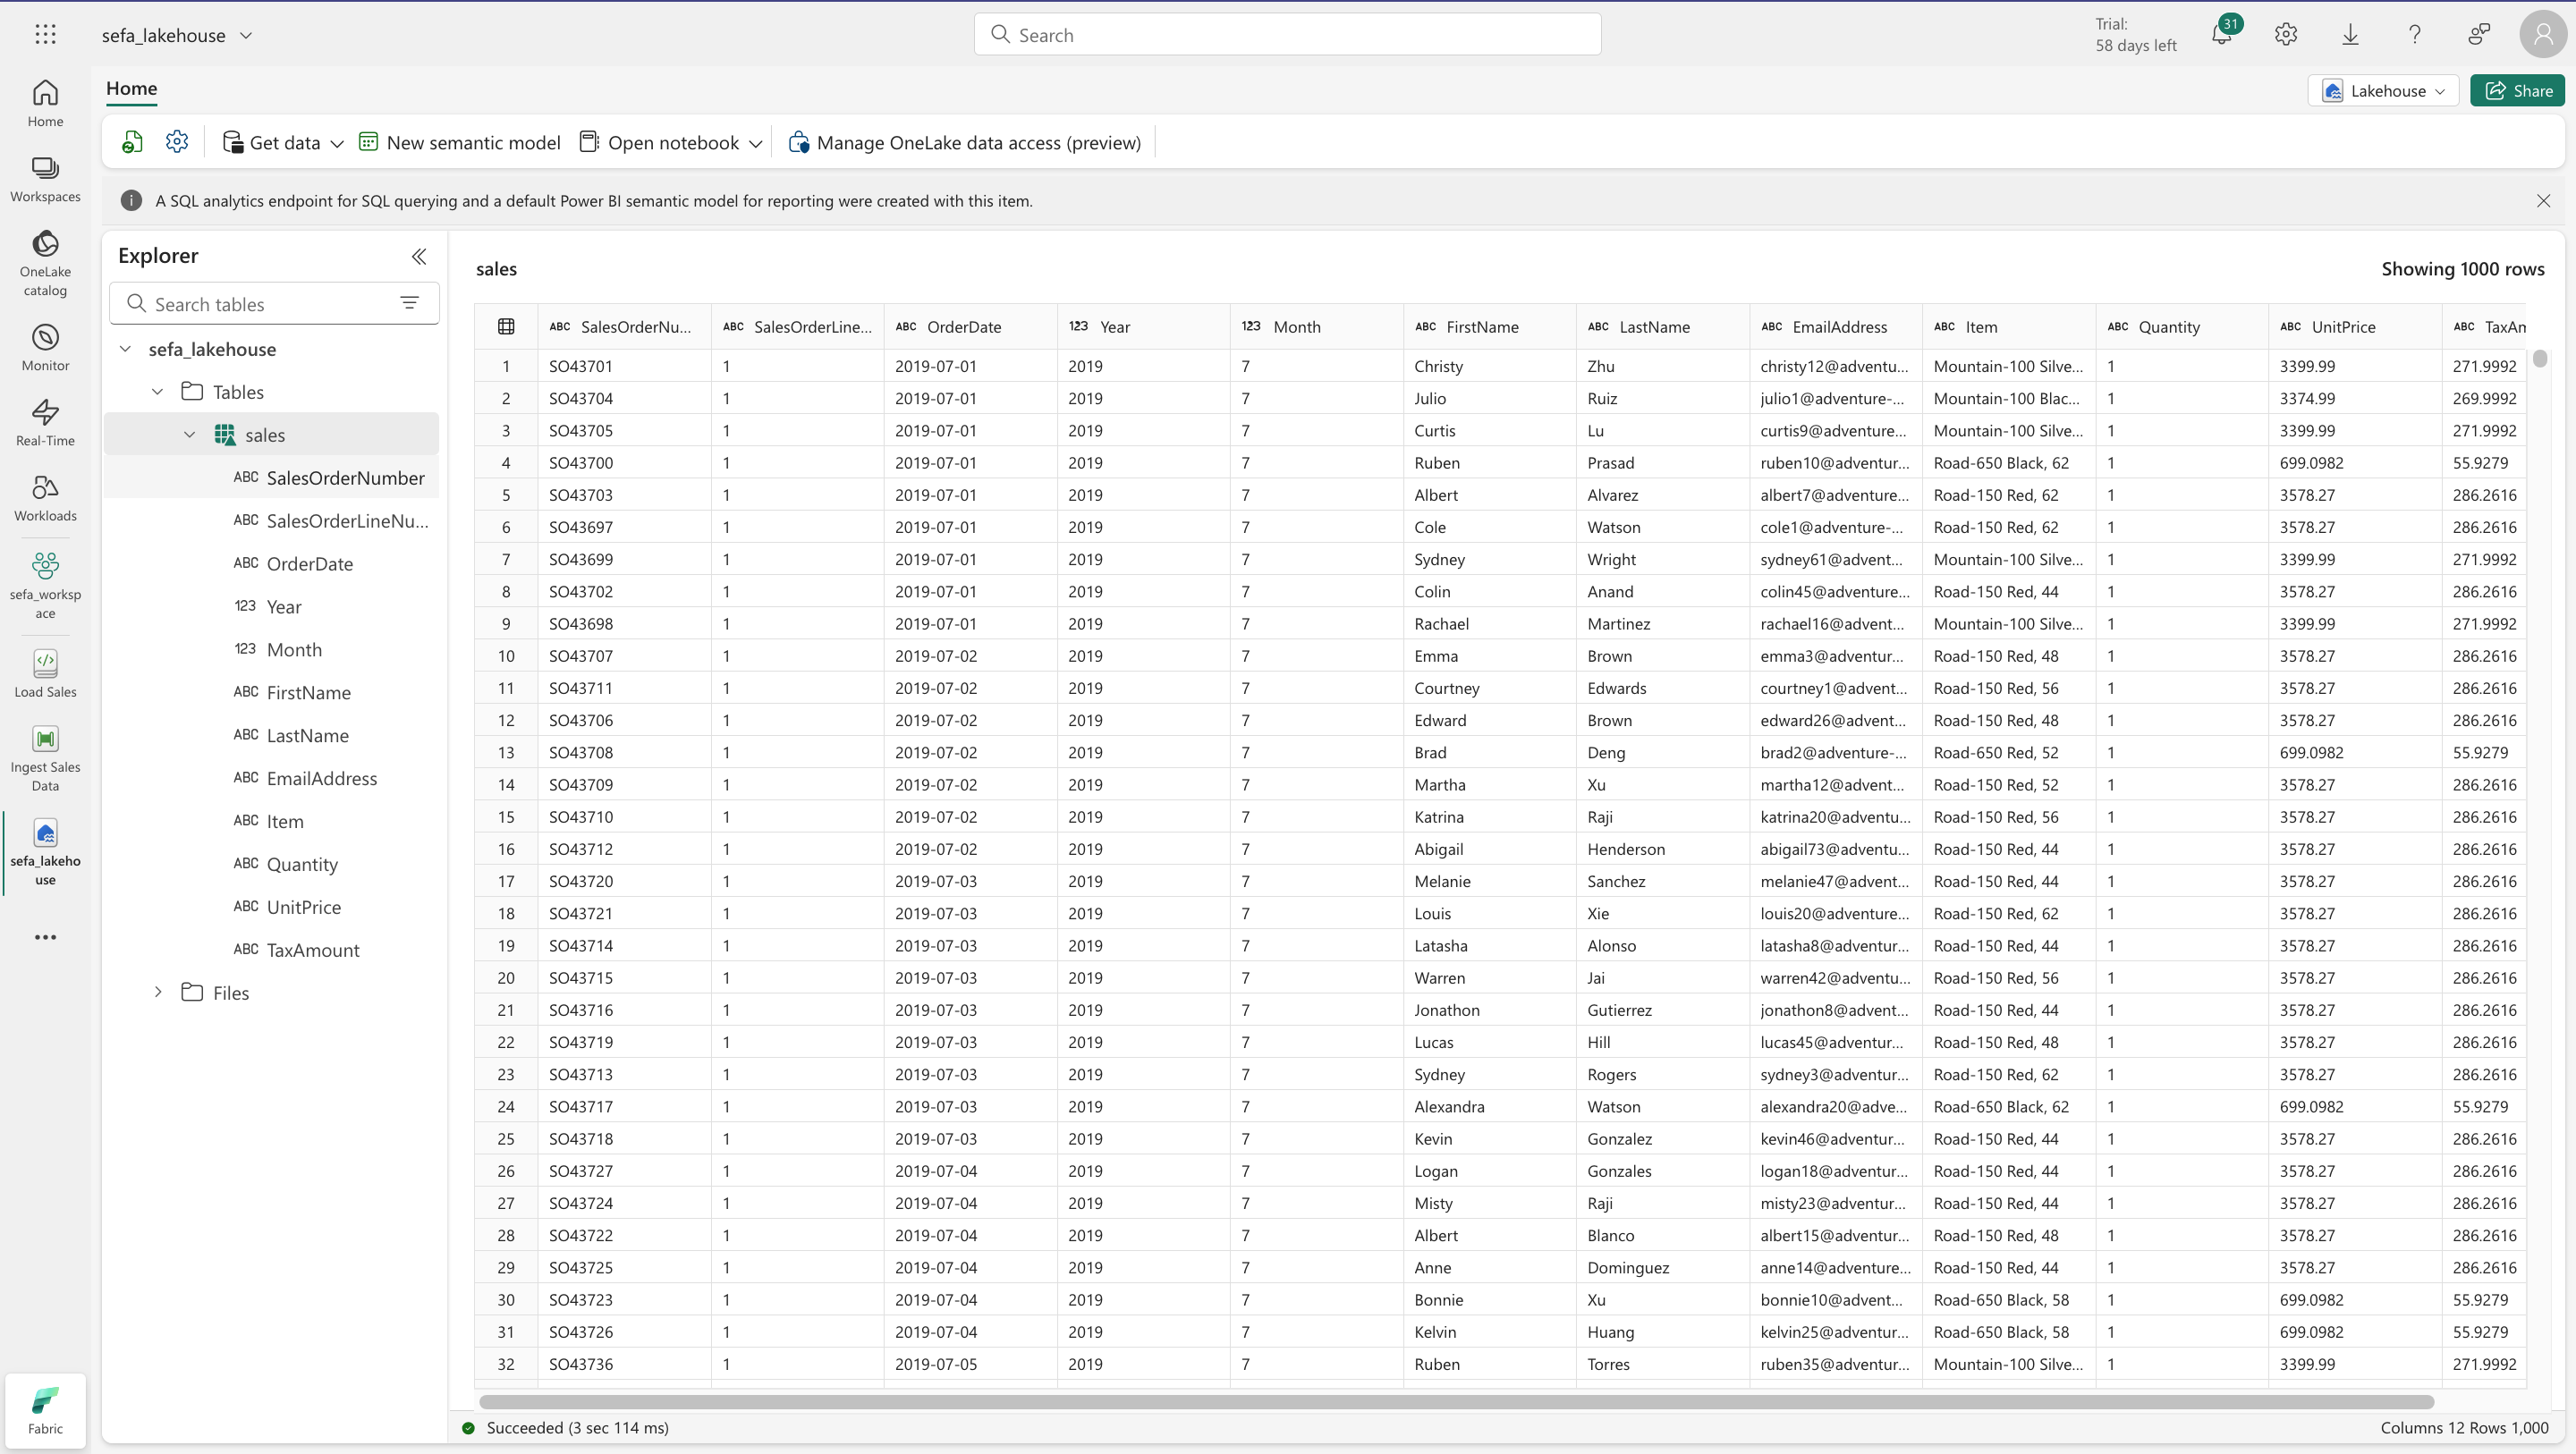 sefa_lakehouse
Search
Trial:
58 days left
31
Home
Lakehouse
Share
Get data
New semantic model
Open notebook
Manage OneLake data access (preview)
A SQL analytics endpoint for SQL querying and a default Power BI semantic model for reporting were created with this item.
Home
Workspaces
OneLake
catalog
Monitor
Real-Time
Workloads
sefa_worksp
ace
Load Sales
Ingest Sales
Data
sefa_lakeho
use
Fabric
Explorer
Search tables
sefa_lakehouse
Tables
sales
ABC SalesOrderNumber
ABC SalesOrderLineNu...
ABC OrderDate
123 Year
123 Month
ABC FirstName
ABC LastName
ABC EmailAddress
ABC Item
ABC Quantity
ABC UnitPrice
ABC TaxAmount
Files
sales
Showing 1000 rows
ABC SalesOrderNu... ABC SalesOrderLine... ABC OrderDate 123 Year 123 Month ABC FirstName ABC LastName ABC EmailAddress ABC Item ABC Quantity ABC UnitPrice ABC TaxAm
1 SO43701 1 2019-07-01 2019 7 Christy Zhu christy12@adventu... Mountain-100 Silve... 1 3399.99 271.9992
2 SO43704 1 2019-07-01 2019 7 Julio Ruiz julio1@adventure-... Mountain-100 Blac... 1 3374.99 269.9992
3 SO43705 1 2019-07-01 2019 7 Curtis Lu curtis9@adventure... Mountain-100 Silve... 1 3399.99 271.9992
4 SO43700 1 2019-07-01 2019 7 Ruben Prasad ruben10@adventur... Road-650 Black, 62 1 699.0982 55.9279
5 SO43703 1 2019-07-01 2019 7 Albert Alvarez albert7@adventure... Road-150 Red, 62 1 3578.27 286.2616
6 SO43697 1 2019-07-01 2019 7 Cole Watson cole1@adventure-... Road-150 Red, 62 1 3578.27 286.2616
7 SO43699 1 2019-07-01 2019 7 Sydney Wright sydney61@advent... Mountain-100 Silve... 1 3399.99 271.9992
8 SO43702 1 2019-07-01 2019 7 Colin Anand colin45@adventure... Road-150 Red, 44 1 3578.27 286.2616
9 SO43698 1 2019-07-01 2019 7 Rachael Martinez rachael16@advent... Mountain-100 Silve... 1 3399.99 271.9992
10 SO43707 1 2019-07-02 2019 7 Emma Brown emma3@adventur... Road-150 Red, 48 1 3578.27 286.2616
11 SO43711 1 2019-07-02 2019 7 Courtney Edwards courtney1@advent... Road-150 Red, 56 1 3578.27 286.2616
12 SO43706 1 2019-07-02 2019 7 Edward Brown edward26@advent... Road-150 Red, 48 1 3578.27 286.2616
13 SO43708 1 2019-07-02 2019 7 Brad Deng brad2@adventure-... Road-650 Red, 52 1 699.0982 55.9279
14 SO43709 1 2019-07-02 2019 7 Martha Xu martha12@advent... Road-150 Red, 52 1 3578.27 286.2616
15 SO43710 1 2019-07-02 2019 7 Katrina Raji katrina20@adventu... Road-150 Red, 56 1 3578.27 286.2616
16 SO43712 1 2019-07-02 2019 7 Abigail Henderson abigail73@adventu... Road-150 Red, 44 1 3578.27 286.2616
17 SO43720 1 2019-07-03 2019 7 Melanie Sanchez melanie47@advent... Road-150 Red, 44 1 3578.27 286.2616
18 SO43721 1 2019-07-03 2019 7 Louis Xie louis20@adventure... Road-150 Red, 62 1 3578.27 286.2616
19 SO43714 1 2019-07-03 2019 7 Latasha Alonso latasha8@adventur... Road-150 Red, 44 1 3578.27 286.2616
20 SO43715 1 2019-07-03 2019 7 Warren Jai warren42@adventu... Road-150 Red, 56 1 3578.27 286.2616
21 SO43716 1 2019-07-03 2019 7 Jonathon Gutierrez jonathon8@advent... Road-150 Red, 44 1 3578.27 286.2616
22 SO43719 1 2019-07-03 2019 7 Lucas Hill lucas45@adventur... Road-150 Red, 48 1 3578.27 286.2616
23 SO43713 1 2019-07-03 2019 7 Sydney Rogers sydney3@adventur... Road-150 Red, 62 1 3578.27 286.2616
24 SO43717 1 2019-07-03 2019 7 Alexandra Watson alexandra20@adve... Road-650 Black, 62 1 699.0982 55.9279
25 SO43718 1 2019-07-03 2019 7 Kevin Gonzalez kevin46@adventur... Road-150 Red, 44 1 3578.27 286.2616
26 SO43727 1 2019-07-04 2019 7 Logan Gonzales logan18@adventur... Road-150 Red, 44 1 3578.27 286.2616
27 SO43724 1 2019-07-04 2019 7 Misty Raji misty23@adventur... Road-150 Red, 44 1 3578.27 286.2616
28 SO43722 1 2019-07-04 2019 7 Albert Blanco albert15@adventur... Road-150 Red, 48 1 3578.27 286.2616
29 SO43725 1 2019-07-04 2019 7 Anne Dominguez anne14@adventure... Road-150 Red, 44 1 3578.27 286.2616
30 SO43723 1 2019-07-04 2019 7 Bonnie Xu bonnie10@advent... Road-650 Black, 58 1 699.0982 55.9279
31 SO43726 1 2019-07-04 2019 7 Kelvin Huang kelvin25@adventur... Road-650 Black, 58 1 699.0982 55.9279
32 SO43736 1 2019-07-05 2019 7 Ruben Torres ruben35@adventur... Mountain-100 Silve... 1 3399.99 271.9992
Succeeded (3 sec 114 ms)
Columns 12 Rows 1,000